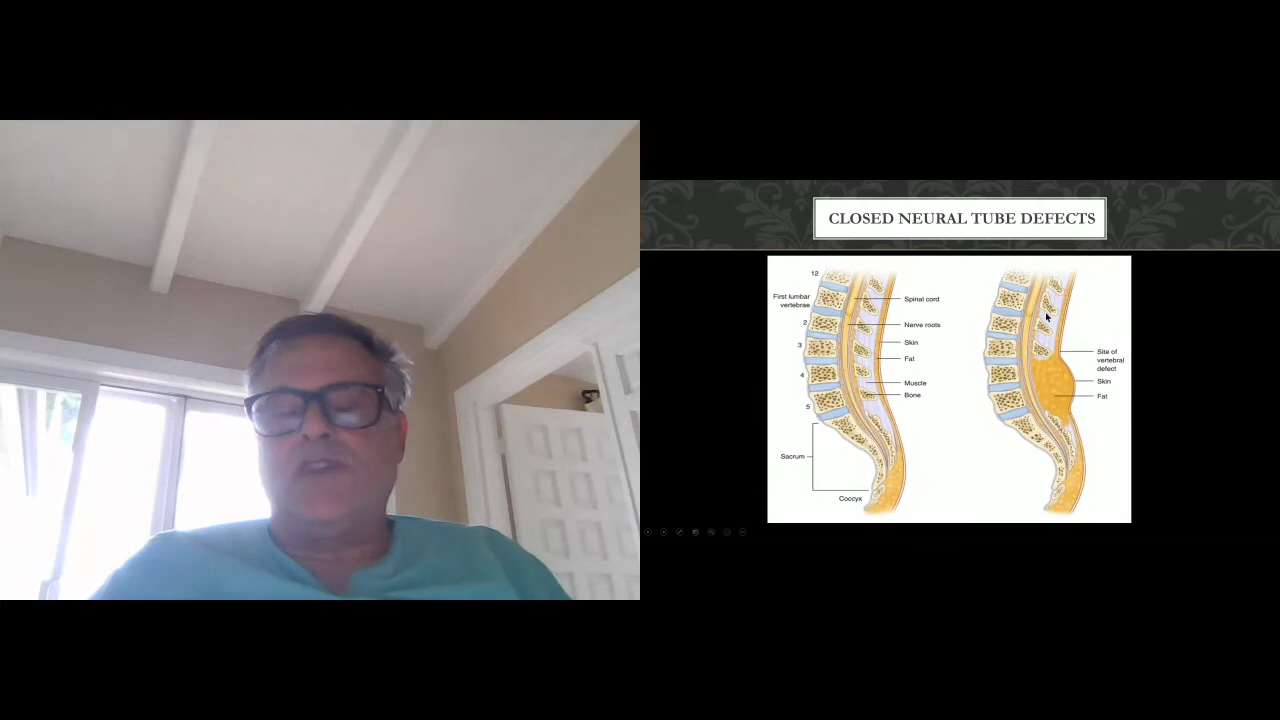 CLOSED NEURAL TUBE DEFECTS
12
First lumbar
vertebrae
2
3
4
5
Sacrum
Coccyx
Spinal cord
Nerve roots
Skin
Fat
Muscle
Bone
Site of
vertebral
defect
Skin
Fat